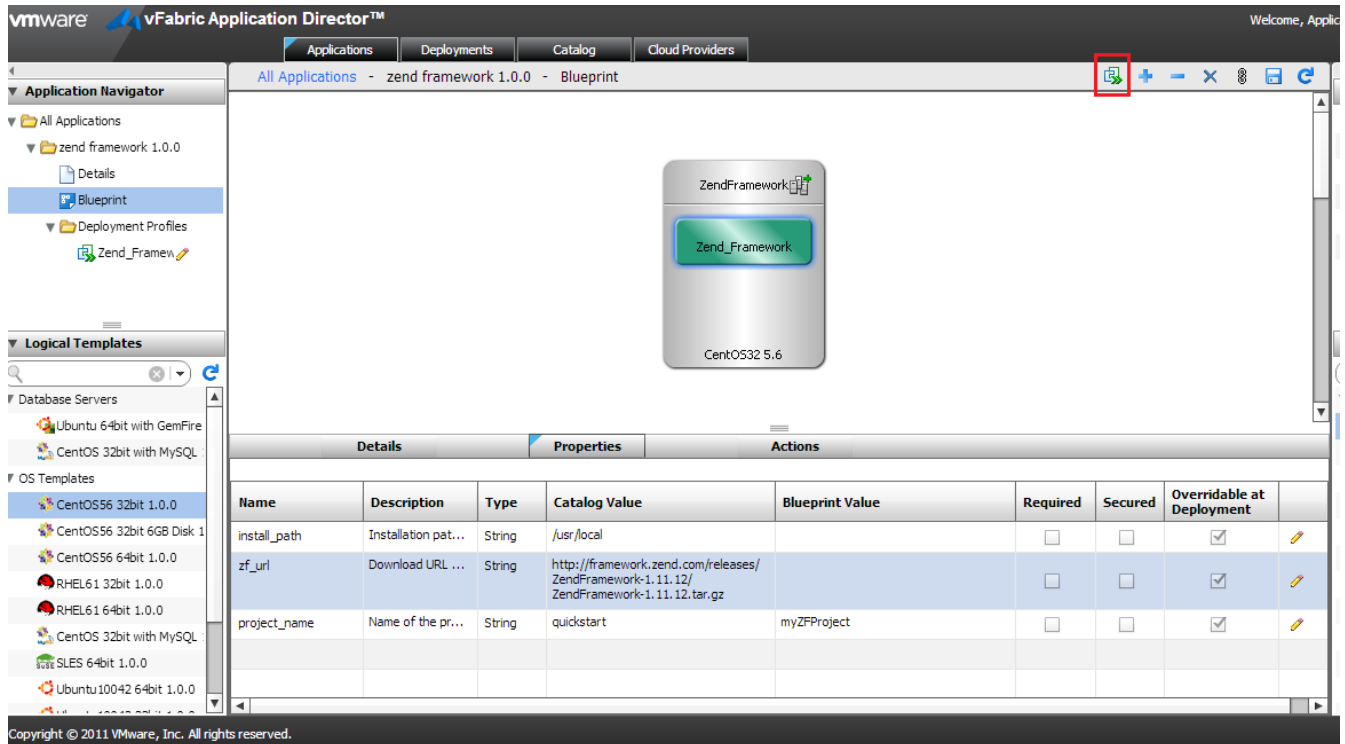 vmware vFabric Application Director™ Welcome, Applic
Applications Deployments Catalog Cloud Providers
All Applications - zend framework 1.0.0 - Blueprint
Application Navigator
All Applications
zend framework 1.0.0
Details
Blueprint
Deployment Profiles
Zend_Framew
Logical Templates
Database Servers
Ubuntu 64bit with GemFire
CentOS 32bit with MySQL
OS Templates
CentOS56 32bit 1.0.0
CentOS56 32bit 6GB Disk 1
CentOS56 64bit 1.0.0
RHEL61 32bit 1.0.0
RHEL61 64bit 1.0.0
CentOS 32bit with MySQL
SLES 64bit 1.0.0
Ubuntu10042 64bit 1.0.0
ZendFramework
Zend_Framework
CentOS32 5.6
Details Properties Actions
Name Description Type Catalog Value Blueprint Value Required Secured Overridable at
Deployment
install_path Installation pat... String /usr/local
zf_url Download URL ... String http://framework.zend.com/releases/
ZendFramework-1.11.12/
ZendFramework-1.11.12.tar.gz
project_name Name of the pr... String quickstart myZFProject
Copyright © 2011 VMware, Inc. All rights reserved.